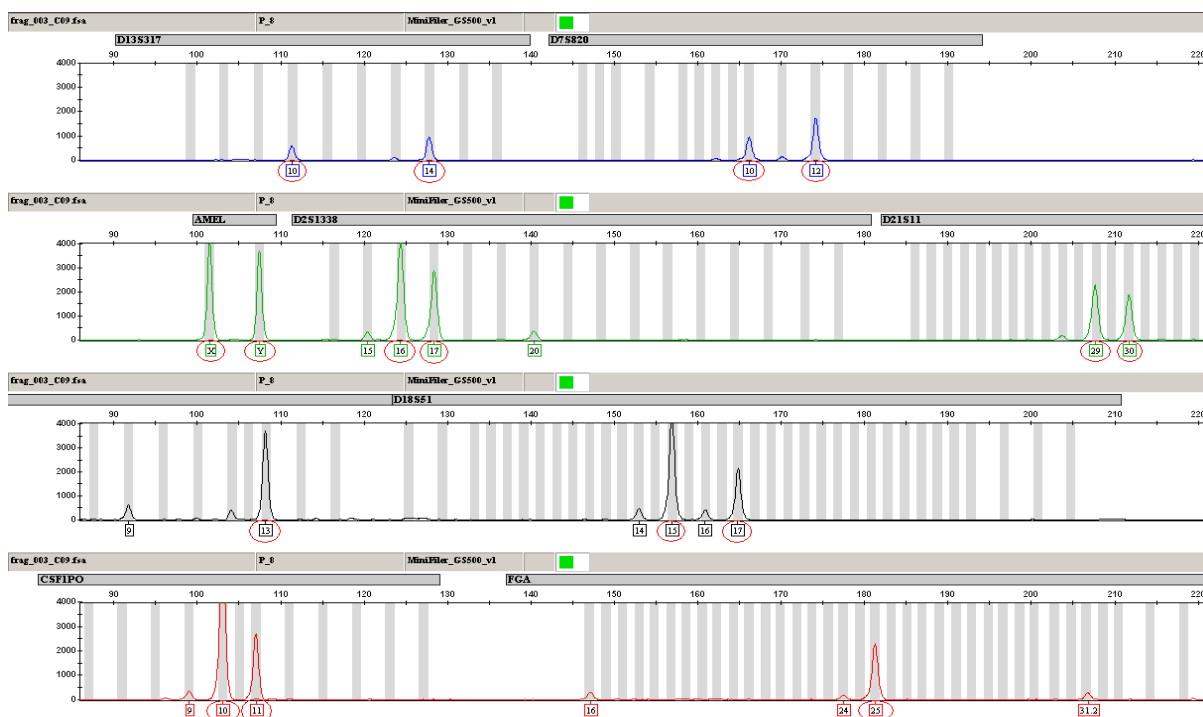 frag_003_C09.fsa P_8 MiniFiler_GS500_v1
D13S317 D7S820
90 100 110 120 130 140 150 160 170 180 190 200 210 220
4000
3000
2000
1000
0
10 14 10 12
frag_003_C09.fsa P_8 MiniFiler_GS500_v1
AMEL D2S1338 D21S11
90 100 110 120 130 140 150 160 170 180 190 200 210 220
4000
3000
2000
1000
0
X Y 15 16 17 20 29 30
frag_003_C09.fsa P_8 MiniFiler_GS500_v1
D18S51
90 100 110 120 130 140 150 160 170 180 190 200 210 220
4000
3000
2000
1000
0
9 13 14 15 16 17
frag_003_C09.fsa P_8 MiniFiler_GS500_v1
CSF1PO FGA
90 100 110 120 130 140 150 160 170 180 190 200 210 220
4000
3000
2000
1000
0
9 10 11 16 24 25 31.2